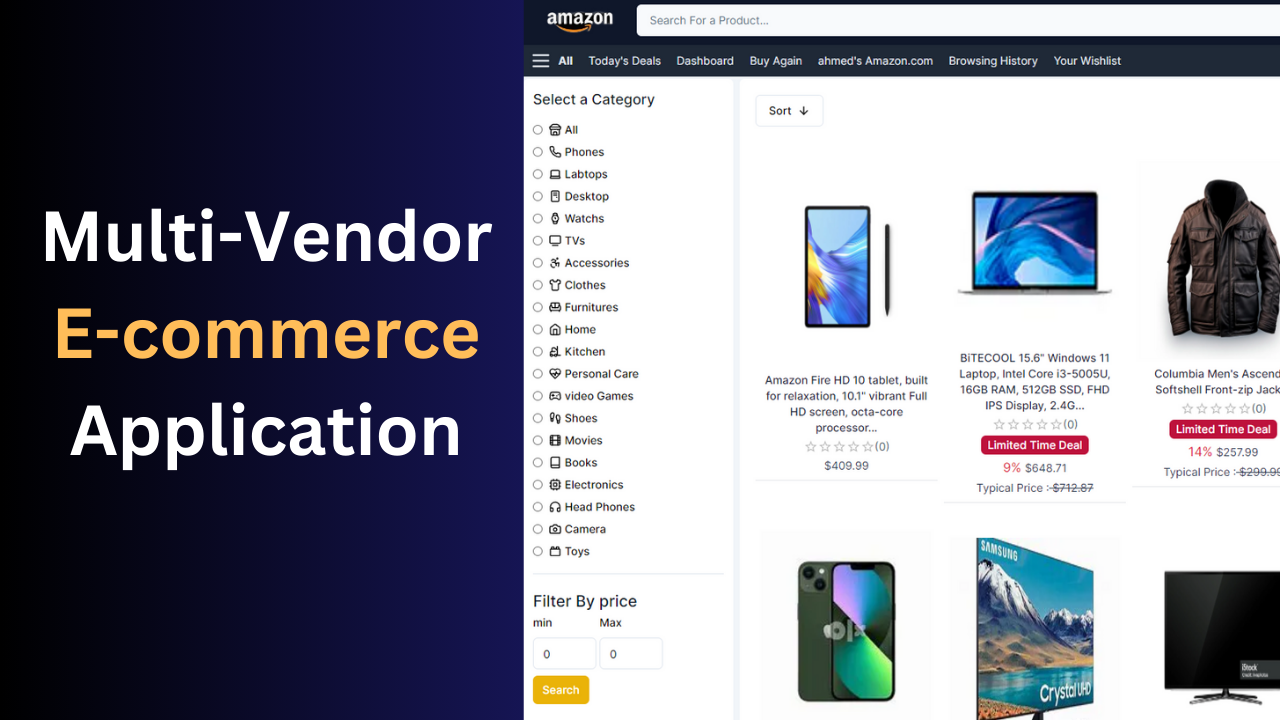 Multi-Vendor
E-commerce
Application
amazon
Search For a Product...
All Today's Deals Dashboard Buy Again ahmed's Amazon.com Browsing History Your Wishlist
Select a Category
All
Phones
Labtops
Desktop
Watchs
TVs
Accessories
Clothes
Furnitures
Home
Kitchen
Personal Care
video Games
Shoes
Movies
Books
Electronics
Head Phones
Camera
Toys
Filter By price
min Max
0 0
Search
Sort ↓
Amazon Fire HD 10 tablet, built
for relaxation, 10.1" vibrant Full
HD screen, octa-core
processor...
(0)
$409.99
BiTECOOL 15.6" Windows 11
Laptop, Intel Core i3-5005U,
16GB RAM, 512GB SSD, FHD
IPS Display, 2.4G...
(0)
Limited Time Deal
9% $648.71
Typical Price : $712.87
Columbia Men's Ascend
Softshell Front-zip Jack
(0)
Limited Time Deal
14% $257.99
Typical Price : $299.99
olx
SAMSUNG
Crystal UHD
iStock